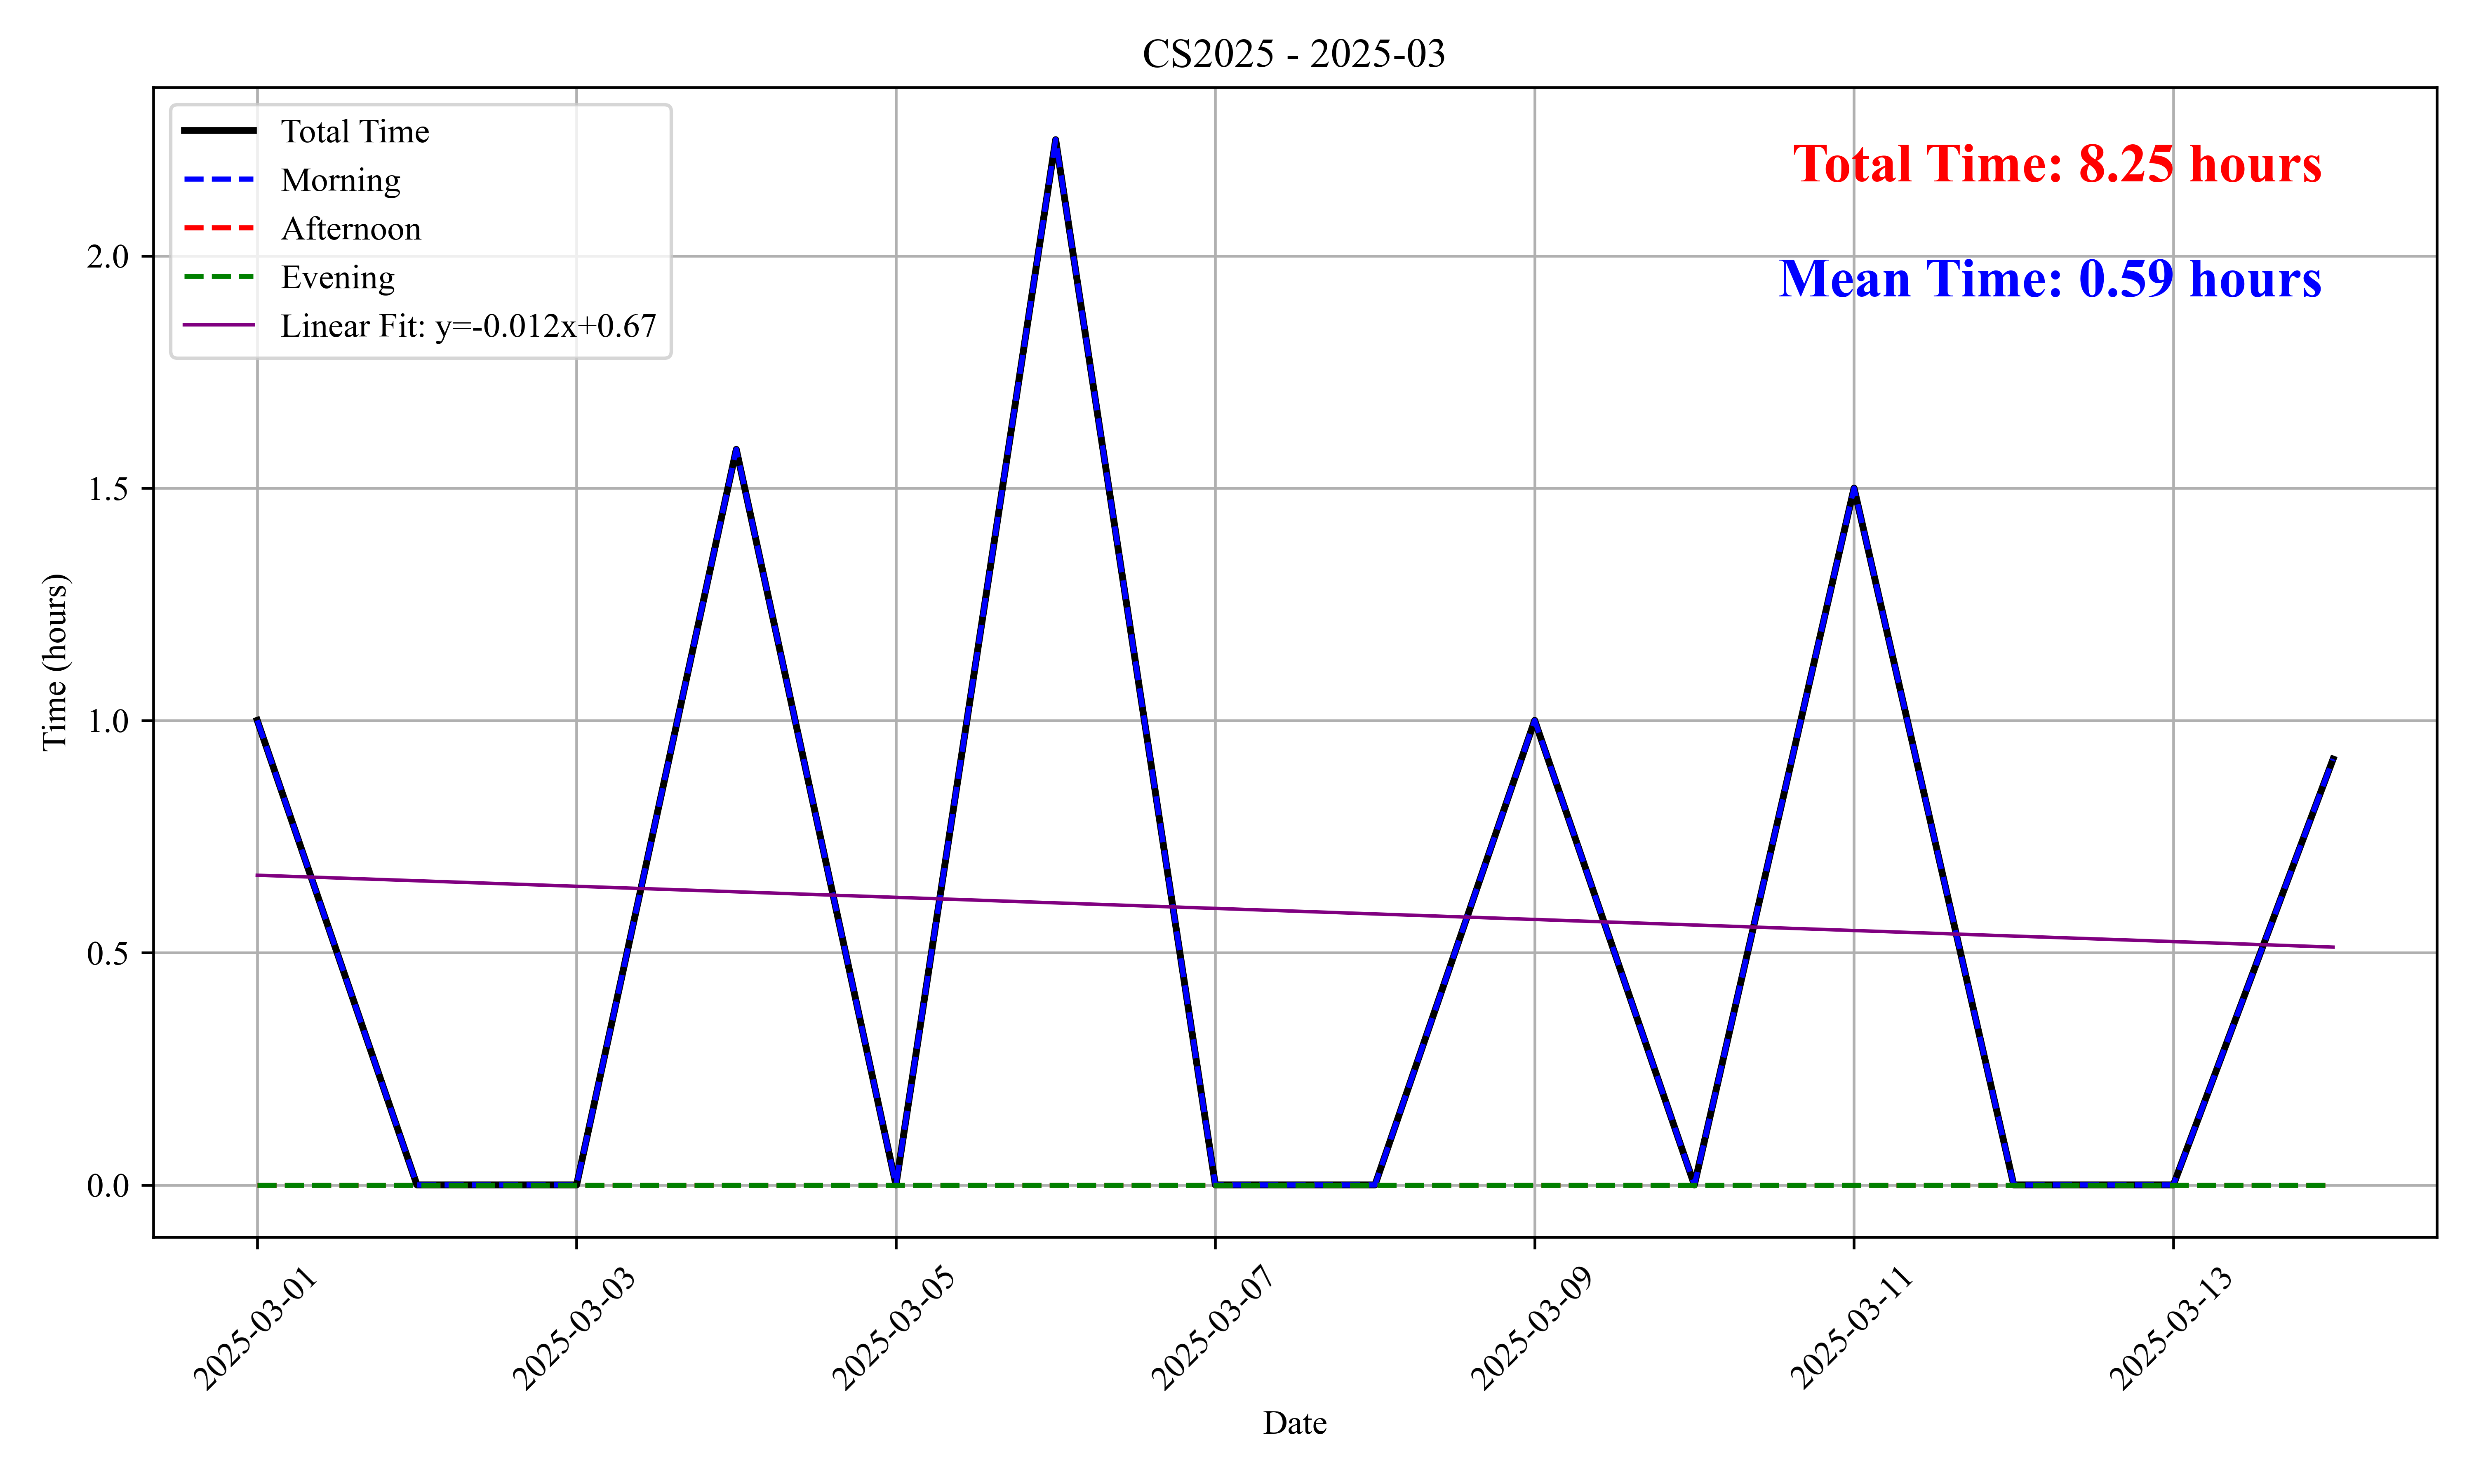 CS2025 - 2025-03
Total Time
Morning
Afternoon
Evening
Linear Fit: y=-0.012x+0.67
Total Time: 8.25 hours
Mean Time: 0.59 hours
Time (hours)
2.0
1.5
1.0
0.5
0.0
2025-03-01
2025-03-03
2025-03-05
2025-03-07
2025-03-09
2025-03-11
2025-03-13
Date